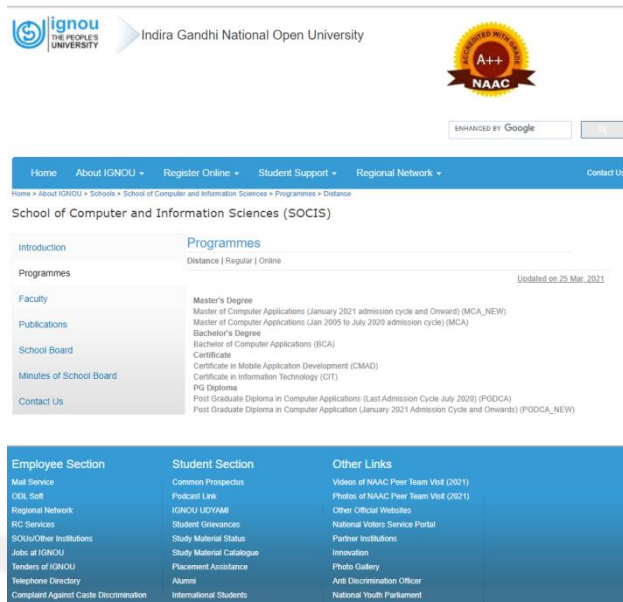 ignou
THE PEOPLE'S
UNIVERSITY
Indira Gandhi National Open University
ACCREDITED WITH GRADE
A++
NAAC
ENHANCED BY Google
Home About IGNOU Register Online Student Support Regional Network Contact Us
Home > About IGNOU > Schools > School of Computer and Information Sciences > Programmes > Distance
School of Computer and Information Sciences (SOCIS)
Introduction
Programmes
Faculty
Publications
School Board
Minutes of School Board
Contact Us
Programmes
Distance | Regular | Online
Updated on 25 Mar, 2021
Master's Degree
Master of Computer Applications (January 2021 admission cycle and Onward) (MCA_NEW)
Master of Computer Applications (Jan 2005 to July 2020 admission cycle) (MCA)
Bachelor's Degree
Bachelor of Computer Applications (BCA)
Certificate
Certificate in Mobile Application Development (CMAD)
Certificate in Information Technology (CIT)
PG Diploma
Post Graduate Diploma in Computer Applications (Last Admission Cycle July 2020) (PGDCA)
Post Graduate Diploma in Computer Application (January 2021 Admission Cycle and Onwards) (PGDCA_NEW)
Employee Section
Mail Service
ODL Soft
Regional Network
RC Services
SOUs/Other Institutions
Jobs at IGNOU
Tenders of IGNOU
Telephone Directory
Complaint Against Caste Discrimination
Student Section
Common Prospectus
Podcast Link
IGNOU UDYAMI
Student Grievances
Study Material Status
Study Material Catalogue
Placement Assistance
Alumni
International Students
Other Links
Videos of NAAC Peer Team Visit (2021)
Photos of NAAC Peer Team Visit (2021)
Other Official Websites
National Voters Service Portal
Partner Institutions
Innovation
Photo Gallery
Anti Discrimination Officer
National Youth Parliament